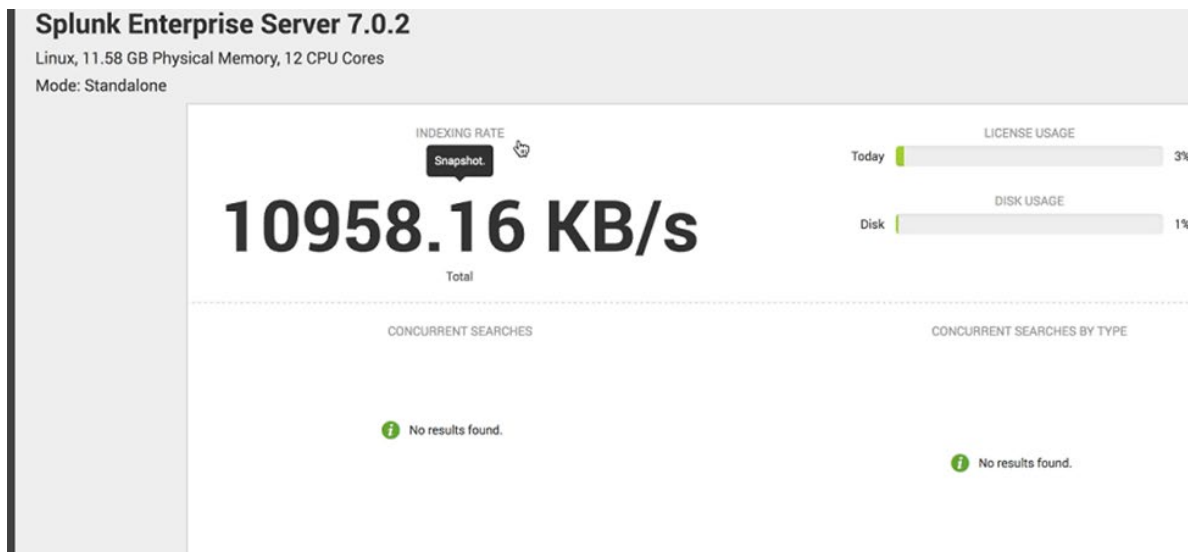 Splunk Enterprise Server 7.0.2
Linux, 11.58 GB Physical Memory, 12 CPU Cores
Mode: Standalone
INDEXING RATE
Snapshot.
10958.16 KB/s
Total
LICENSE USAGE
Today 3%
DISK USAGE
Disk 1%
CONCURRENT SEARCHES
No results found.
CONCURRENT SEARCHES BY TYPE
No results found.